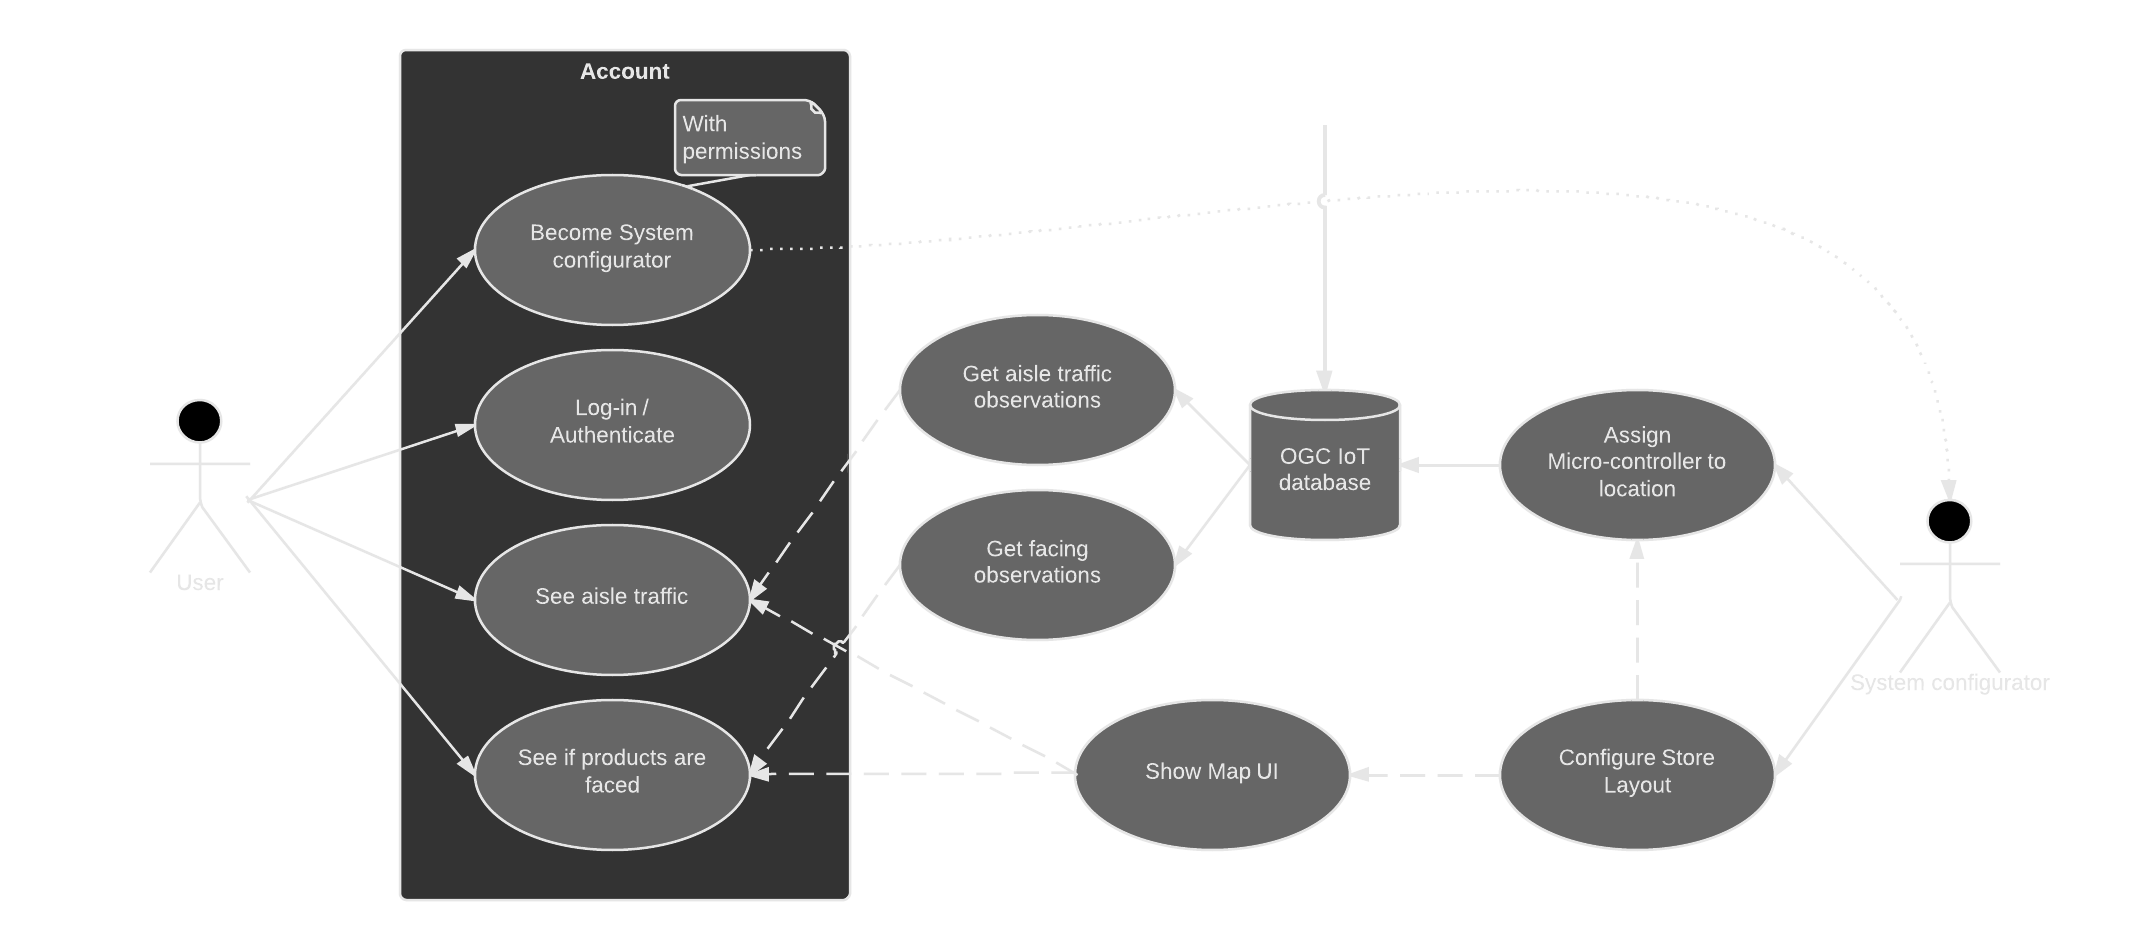 Account
With
permissions
Become System
configurator
Log-in /
Authenticate
See aisle traffic
See if products are
faced
User
Get aisle traffic
observations
Get facing
observations
OGC IoT
database
Assign
Micro-controller to
location
Show Map UI
Configure Store
Layout
System configurator